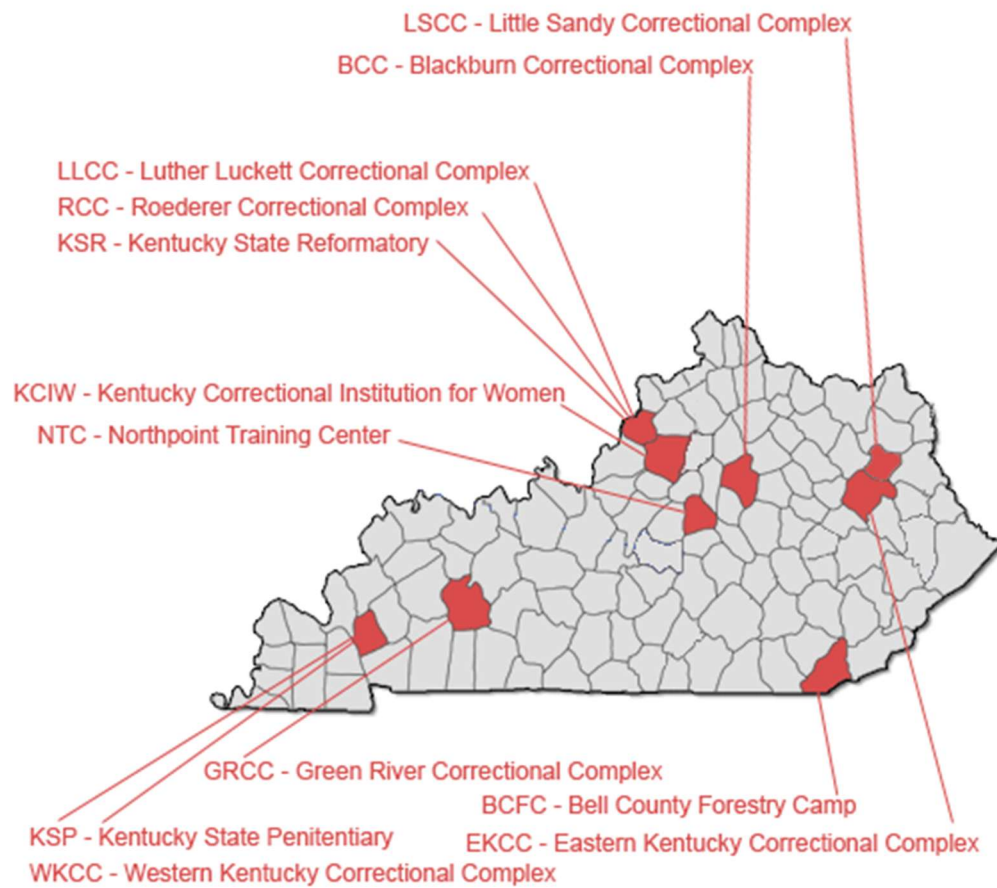 LSCC - Little Sandy Correctional Complex
BCC - Blackburn Correctional Complex
LLCC - Luther Luckett Correctional Complex
RCC - Roederer Correctional Complex
KSR - Kentucky State Reformatory
KCIW - Kentucky Correctional Institution for Women
NTC - Northpoint Training Center
GRCC - Green River Correctional Complex
BCFC - Bell County Forestry Camp
KSP - Kentucky State Penitentiary
EKCC - Eastern Kentucky Correctional Complex
WKCC - Western Kentucky Correctional Complex